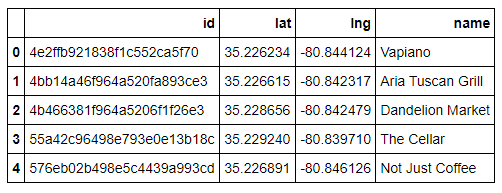 id lat lng name
0 4e2ffb921838f1c552ca5f70 35.226234 -80.844124 Vapiano
1 4bb14a46f964a520fa893ce3 35.226615 -80.842317 Aria Tuscan Grill
2 4b466381f964a5206f1f26e3 35.228656 -80.842479 Dandelion Market
3 55a42c96498e793e0e13b18c 35.229240 -80.839710 The Cellar
4 576eb02b498e5c4439a993cd 35.226891 -80.846126 Not Just Coffee